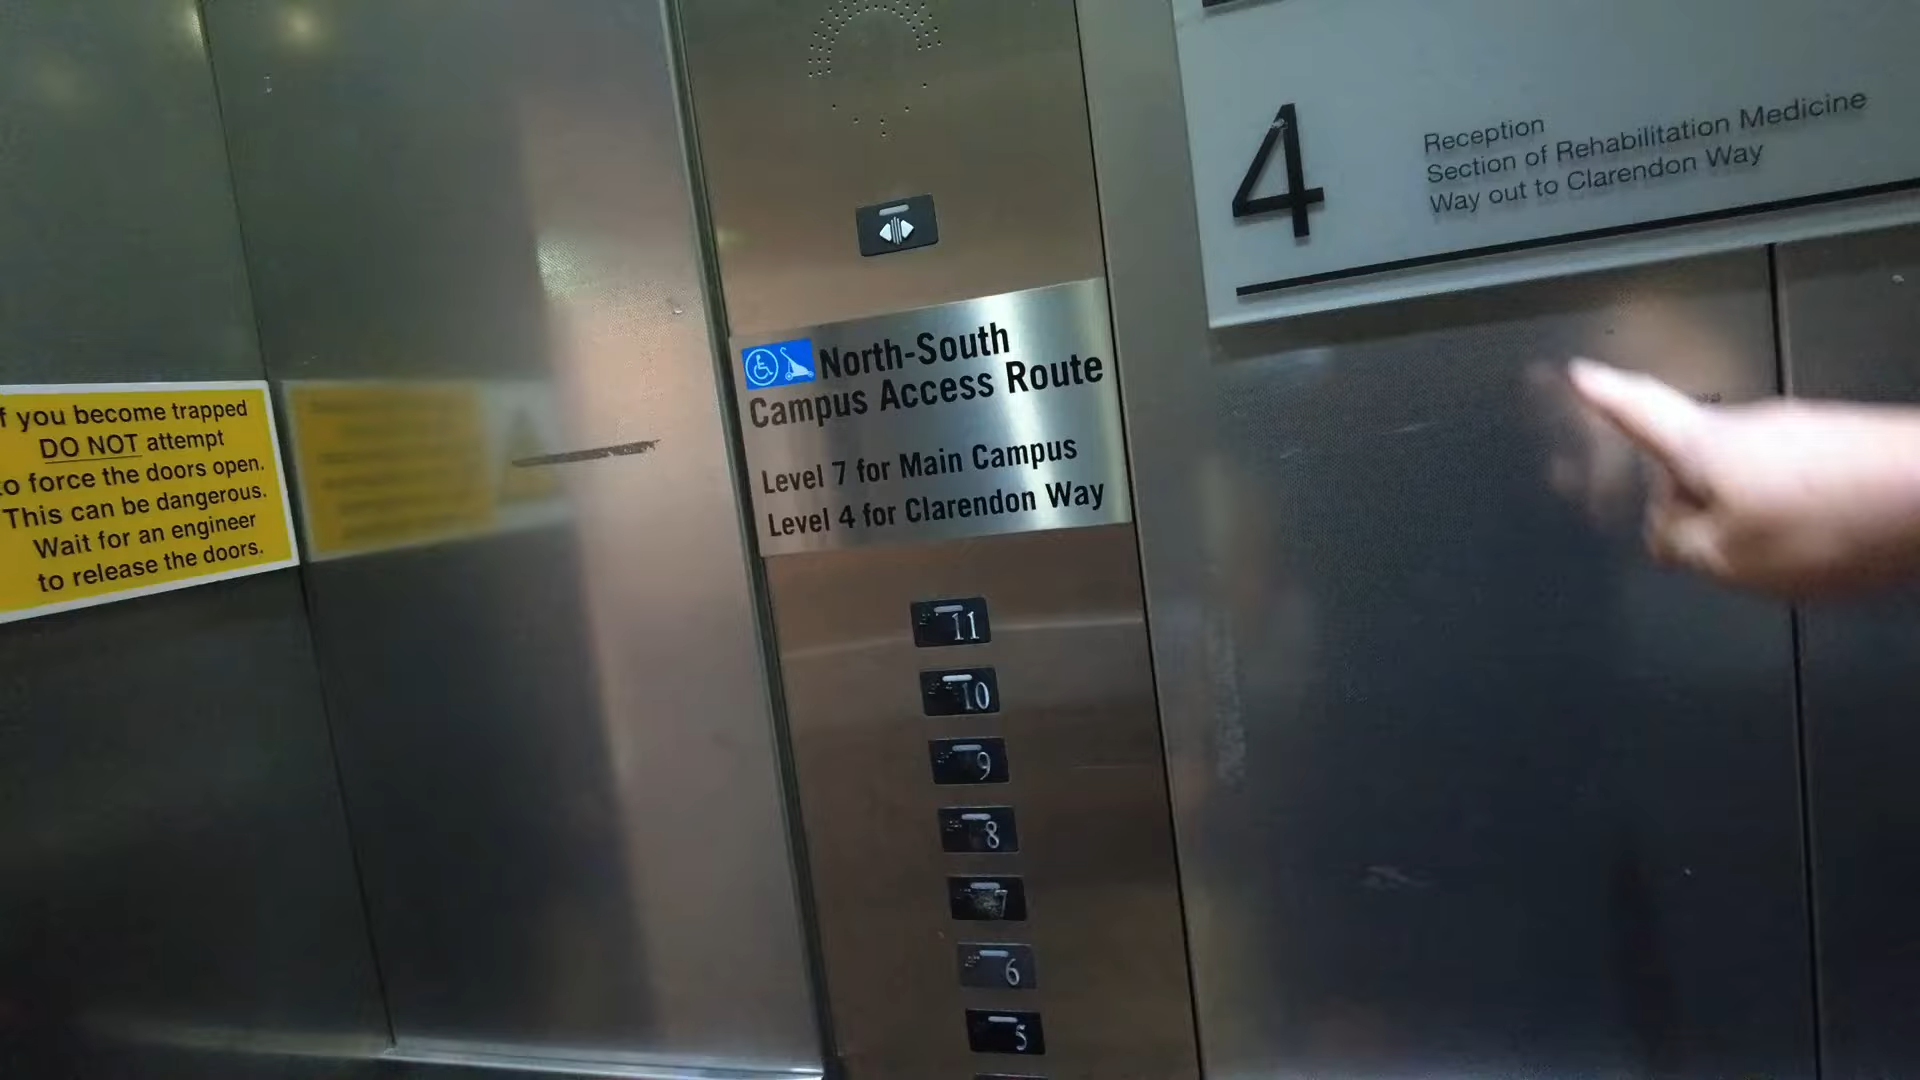 4
Reception
Section of Rehabilitation Medicine
Way out to Clarendon Way
North-South
Campus Access Route
Level 7 for Main Campus
Level 4 for Clarendon Way
f you become trapped
DO NOT attempt
to force the doors open.
This can be dangerous.
Wait for an engineer
to release the doors.
11
10
9
8
7
6
5